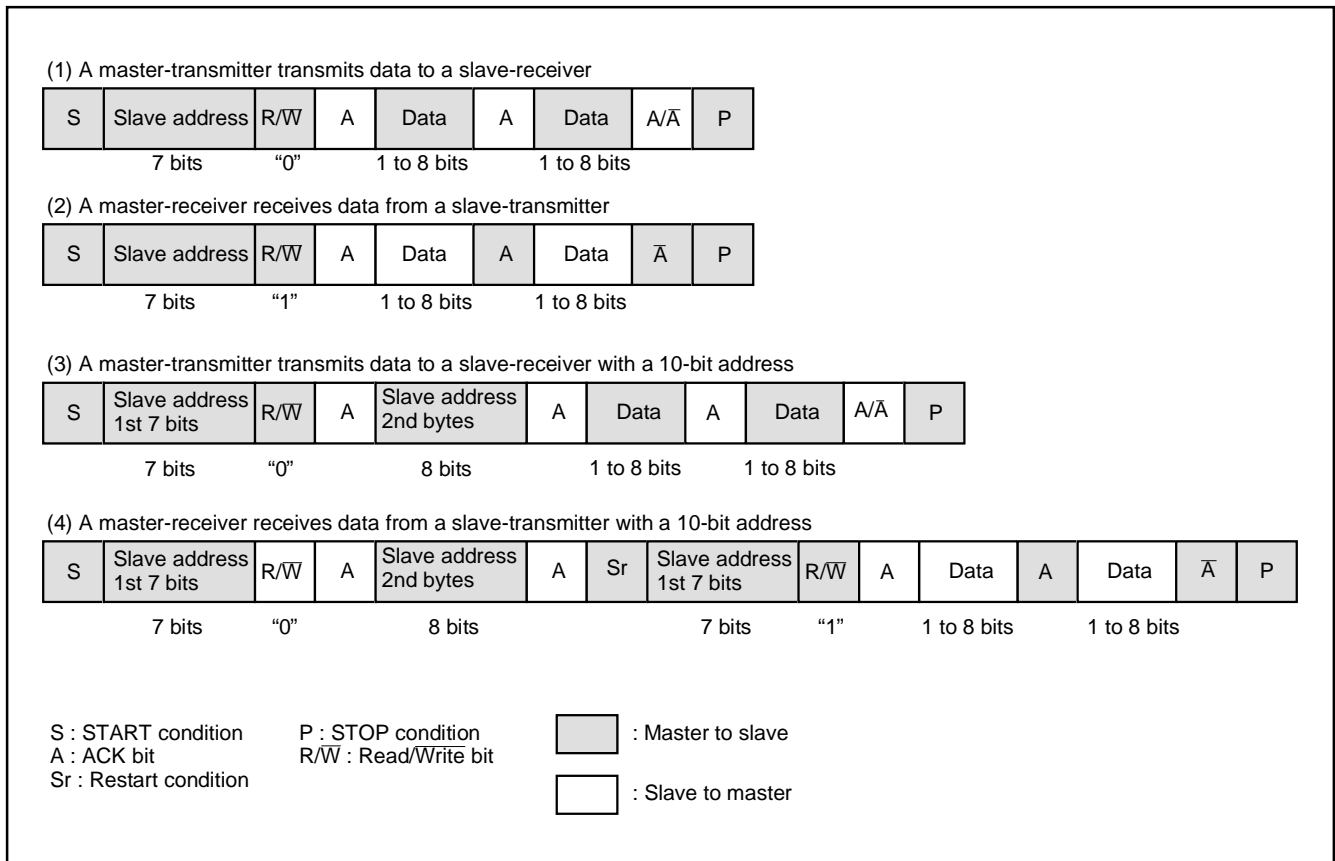 (1) A master-transmitter transmits data to a slave-receiver
S Slave address R/W̅ A Data A Data A/A̅ P
7 bits “0” 1 to 8 bits 1 to 8 bits
(2) A master-receiver receives data from a slave-transmitter
S Slave address R/W̅ A Data A Data A̅ P
7 bits “1” 1 to 8 bits 1 to 8 bits
(3) A master-transmitter transmits data to a slave-receiver with a 10-bit address
S Slave address 1st 7 bits R/W̅ A Slave address 2nd bytes A Data A Data A/A̅ P
7 bits “0” 8 bits 1 to 8 bits 1 to 8 bits
(4) A master-receiver receives data from a slave-transmitter with a 10-bit address
S Slave address 1st 7 bits R/W̅ A Slave address 2nd bytes A Sr Slave address 1st 7 bits R/W̅ A Data A Data A̅ P
7 bits “0” 8 bits 7 bits “1” 1 to 8 bits 1 to 8 bits
S : START condition P : STOP condition : Master to slave
A : ACK bit R/W̅ : Read/W̅r̅i̅t̅e̅ bit
Sr : Restart condition
: Slave to master